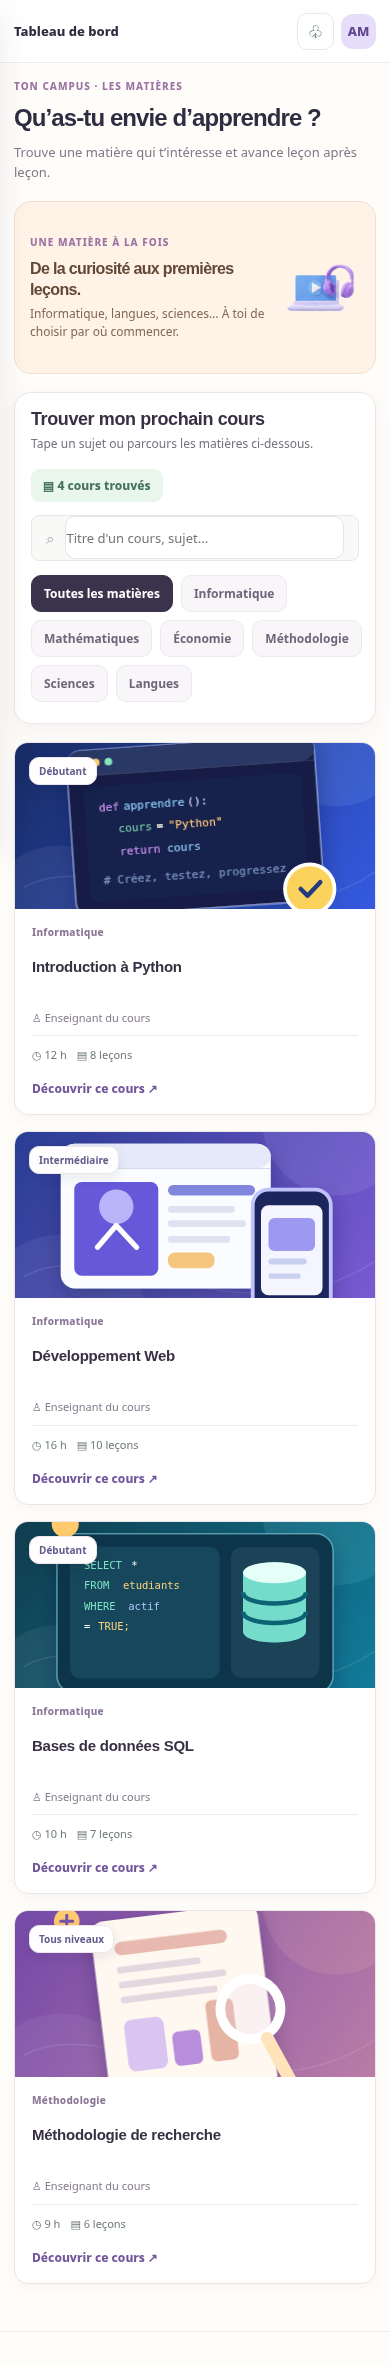 Tableau de bord
AM
TON CAMPUS · LES MATIÈRES
Qu’as-tu envie d’apprendre ?
Trouve une matière qui t’intéresse et avance leçon après
leçon.
UNE MATIÈRE À LA FOIS
De la curiosité aux premières
leçons.
Informatique, langues, sciences… À toi de
choisir par où commencer.
Trouver mon prochain cours
Tape un sujet ou parcours les matières ci-dessous.
4 cours trouvés
Titre d'un cours, sujet...
Toutes les matières
Informatique
Mathématiques
Économie
Méthodologie
Sciences
Langues
Débutant
def apprendre ():
cours = "Python"
return cours
# Créez, testez, progressez
Informatique
Introduction à Python
Enseignant du cours
12 h 8 leçons
Découvrir ce cours ↗
Intermédiaire
Informatique
Développement Web
Enseignant du cours
16 h 10 leçons
Découvrir ce cours ↗
Débutant
SELECT *
FROM etudiants
WHERE actif
= TRUE;
Informatique
Bases de données SQL
Enseignant du cours
10 h 7 leçons
Découvrir ce cours ↗
Tous niveaux
Méthodologie
Méthodologie de recherche
Enseignant du cours
9 h 6 leçons
Découvrir ce cours ↗